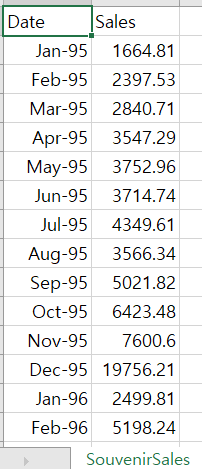 Date Sales
Jan-95 1664.81
Feb-95 2397.53
Mar-95 2840.71
Apr-95 3547.29
May-95 3752.96
Jun-95 3714.74
Jul-95 4349.61
Aug-95 3566.34
Sep-95 5021.82
Oct-95 6423.48
Nov-95 7600.6
Dec-95 19756.21
Jan-96 2499.81
Feb-96 5198.24
SouvenirSales